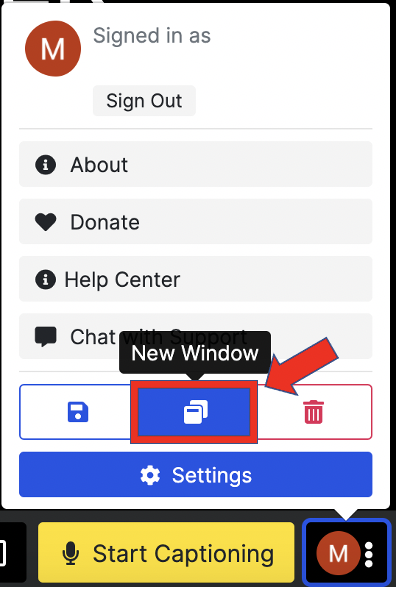 M
Signed in as
Sign Out
About
Donate
Help Center
Chat with Support
New Window
Settings
Start Captioning
M